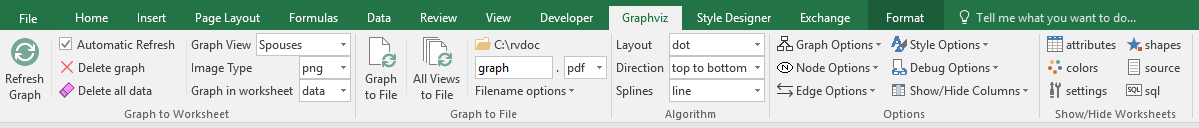 File Home Insert Page Layout Formulas Data Review View Developer Graphviz Style Designer Exchange Format Tell me what you want to do...
Refresh Graph
Automatic Refresh
Delete graph
Delete all data
Graph View Spouses
Image Type png
Graph in worksheet data
Graph to Worksheet
Graph to File
All Views to File
C:\rvdoc
graph . pdf
Filename options
Graph to File
Layout dot
Direction top to bottom
Splines line
Algorithm
Graph Options
Node Options
Edge Options
Style Options
Debug Options
Show/Hide Columns
Options
attributes
colors
settings
shapes
source
sql sql
Show/Hide Worksheets